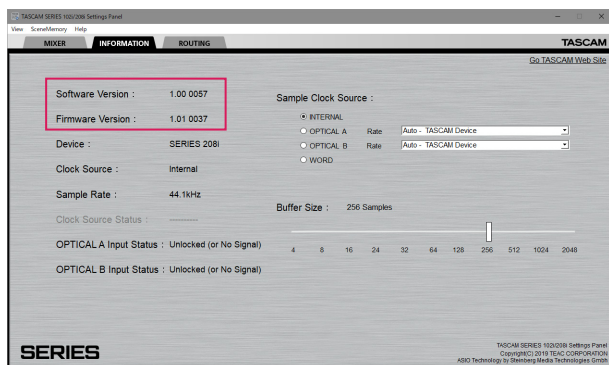 TASCAM SERIES 102i/208i Settings Panel
View SceneMemory Help
MIXER INFORMATION ROUTING TASCAM
Go TASCAM Web Site
Software Version : 1.00 0057
Firmware Version : 1.01 0037
Device : SERIES 208i
Clock Source : Internal
Sample Rate : 44.1kHz
Clock Source Status : ----------
OPTICAL A Input Status : Unlocked (or No Signal)
OPTICAL B Input Status : Unlocked (or No Signal)
Sample Clock Source :
INTERNAL
OPTICAL A Rate Auto - TASCAM Device
OPTICAL B Rate Auto - TASCAM Device
WORD
Buffer Size : 256 Samples
4 8 16 24 32 64 128 256 512 1024 2048
SERIES
TASCAM SERIES 102i/208i Settings Panel
Copyright(C) 2019 TEAC CORPORATION
ASIO Technology by Steinberg Media Technologies GmbH